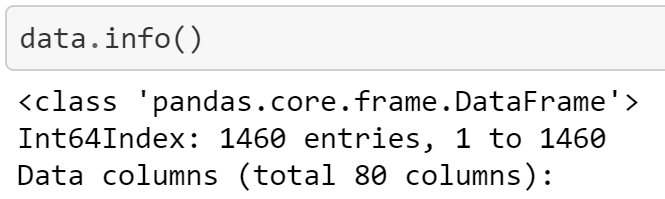 data.info()
<class 'pandas.core.frame.DataFrame'>
Int64Index: 1460 entries, 1 to 1460
Data columns (total 80 columns):